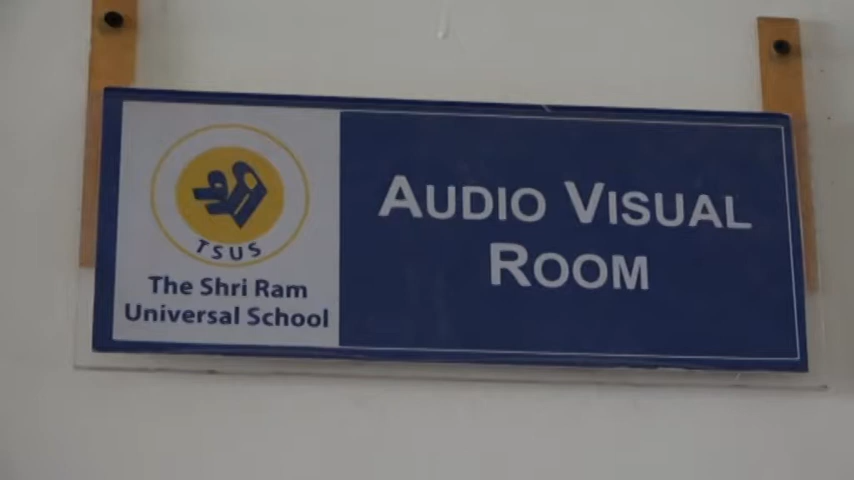 TSUS
The Shri Ram
Universal School
AUDIO VISUAL
ROOM